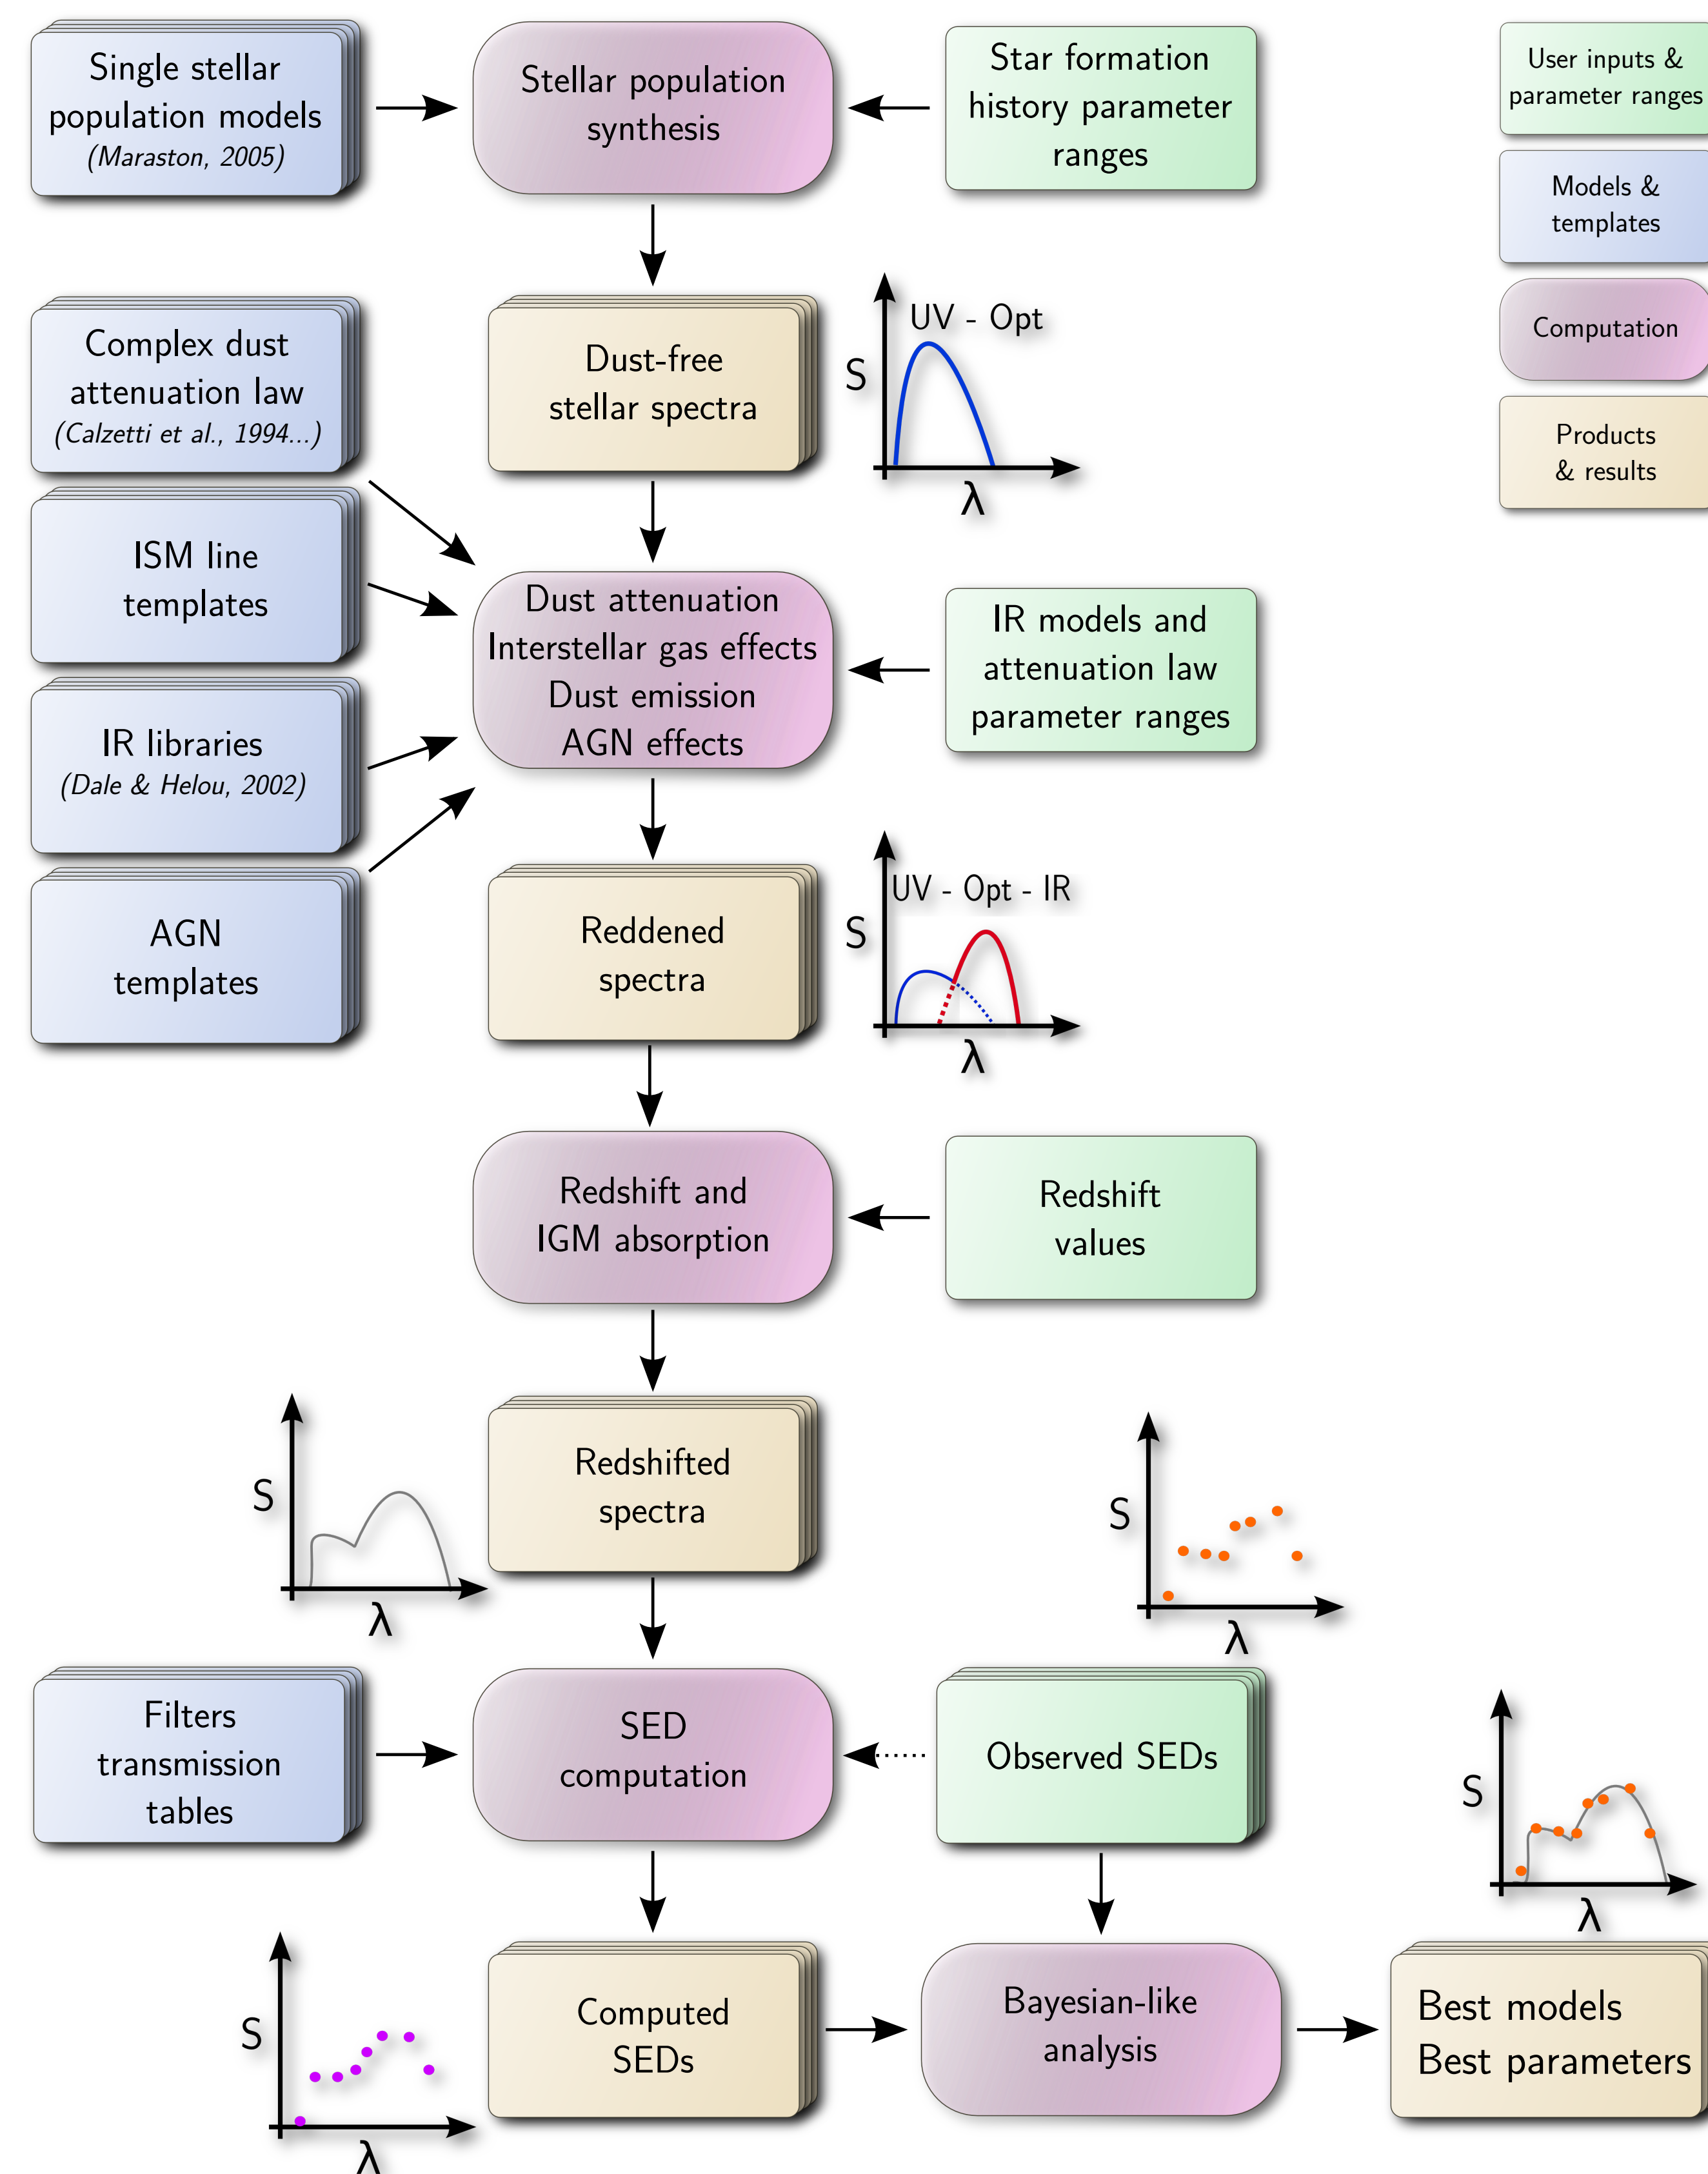 Single stellar
population models
(Maraston, 2005)
Stellar population
synthesis
Star formation
history parameter
ranges
User inputs &
parameter ranges
Models &
templates
Computation
Products
& results
Complex dust
attenuation law
(Calzetti et al., 1994...)
Dust-free
stellar spectra
UV - Opt
S
λ
ISM line
templates
IR libraries
(Dale & Helou, 2002)
AGN
templates
Dust attenuation
Interstellar gas effects
Dust emission
AGN effects
IR models and
attenuation law
parameter ranges
Reddened
spectra
UV - Opt - IR
S
λ
Redshift and
IGM absorption
Redshift
values
S
λ
Redshifted
spectra
S
λ
Filters
transmission
tables
SED
computation
Observed SEDs
S
λ
S
λ
Computed
SEDs
Bayesian-like
analysis
Best models
Best parameters